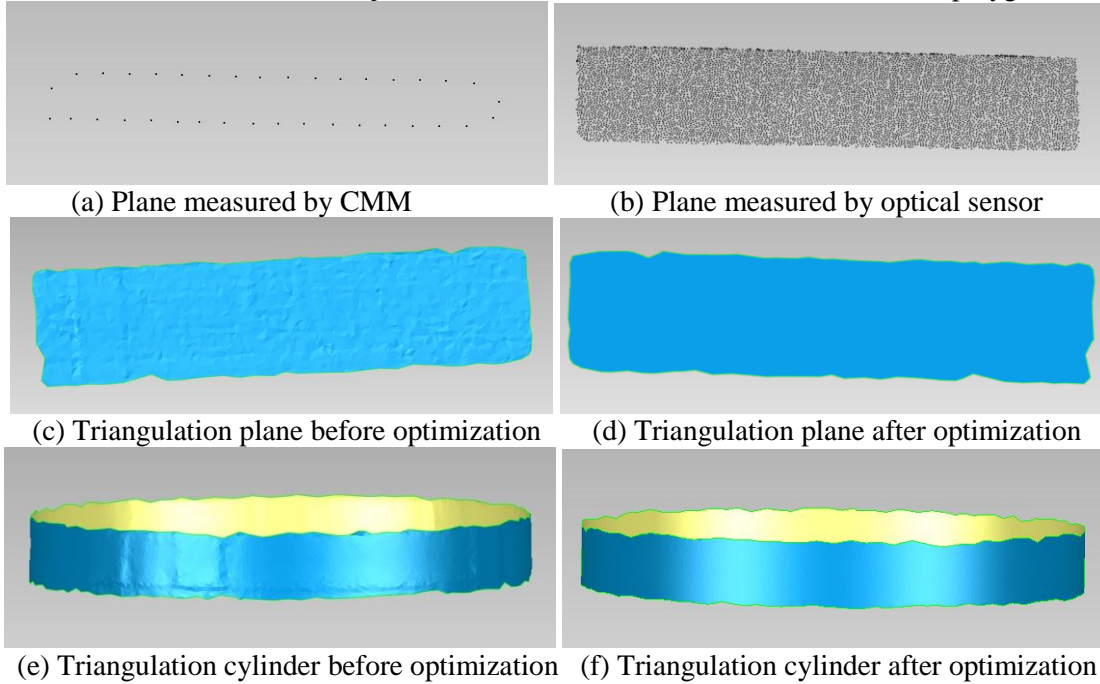 (a) Plane measured by CMM
(b) Plane measured by optical sensor
(c) Triangulation plane before optimization
(d) Triangulation plane after optimization
(e) Triangulation cylinder before optimization
(f) Triangulation cylinder after optimization